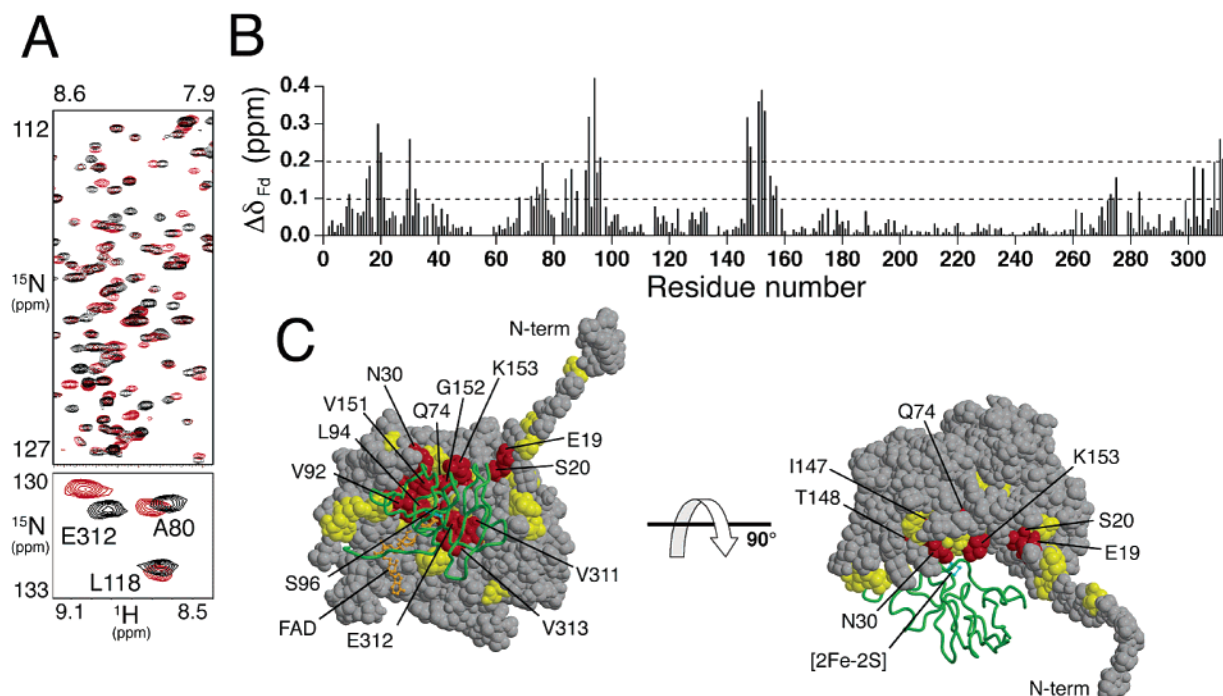 A
8.6 7.9
112
15N
(ppm)
127
130
15N
(ppm)
133
E312
A80
L118
9.1 1H 8.5
(ppm)
B
ΔδFd (ppm)
0.4
0.3
0.2
0.1
0.0
0 20 40 60 80 100 120 140 160 180 200 220 240 260 280 300
Residue number
C
N-term
N30
G152
K153
V151
Q74
L94
E19
V92
S20
S96
V311
FAD
E312
V313
90°
Q74
I147
K153
T148
S20
E19
N30
[2Fe-2S]
N-term